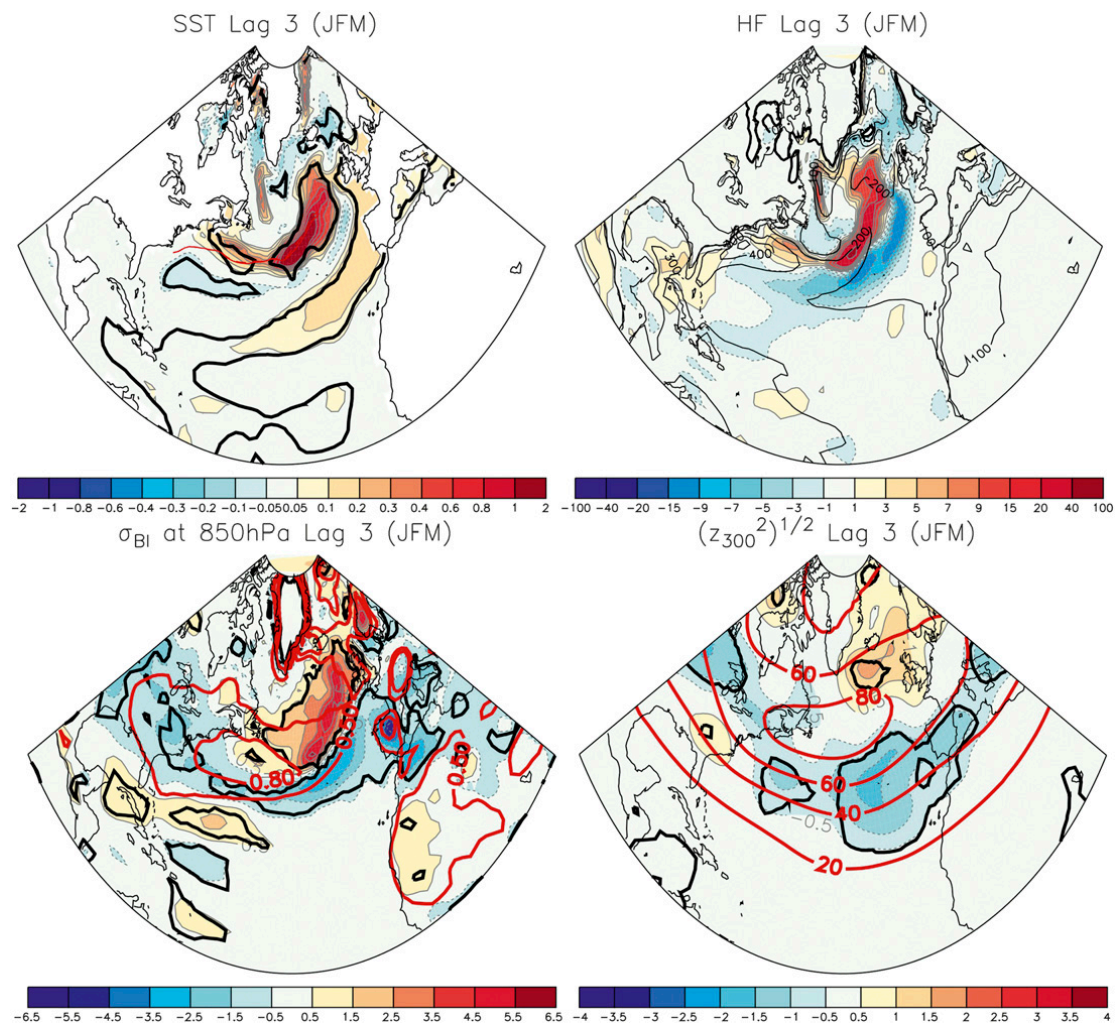 SST Lag 3 (JFM)
HF Lag 3 (JFM)
200
200
400
300
100
100
-2 -1 -0.8 -0.6 -0.4 -0.3 -0.2 -0.1 -0.05 0.05 0.1 0.2 0.3 0.4 0.6 0.8 1 2
-100 -40 -20 -15 -9 -7 -5 -3 -1 1 3 5 7 9 15 20 40 100
σBI at 850hPa Lag 3 (JFM)
(z300²)^1/2 Lag 3 (JFM)
0.80
0.80
60
80
60
40
-0.5
20
-6.5 -5.5 -4.5 -3.5 -2.5 -1.5 -0.5 0.5 1.5 2.5 3.5 4.5 5.5 6.5
-4 -3.5 -3 -2.5 -2 -1.5 -1 -0.5 0.5 1 1.5 2 2.5 3 3.5 4